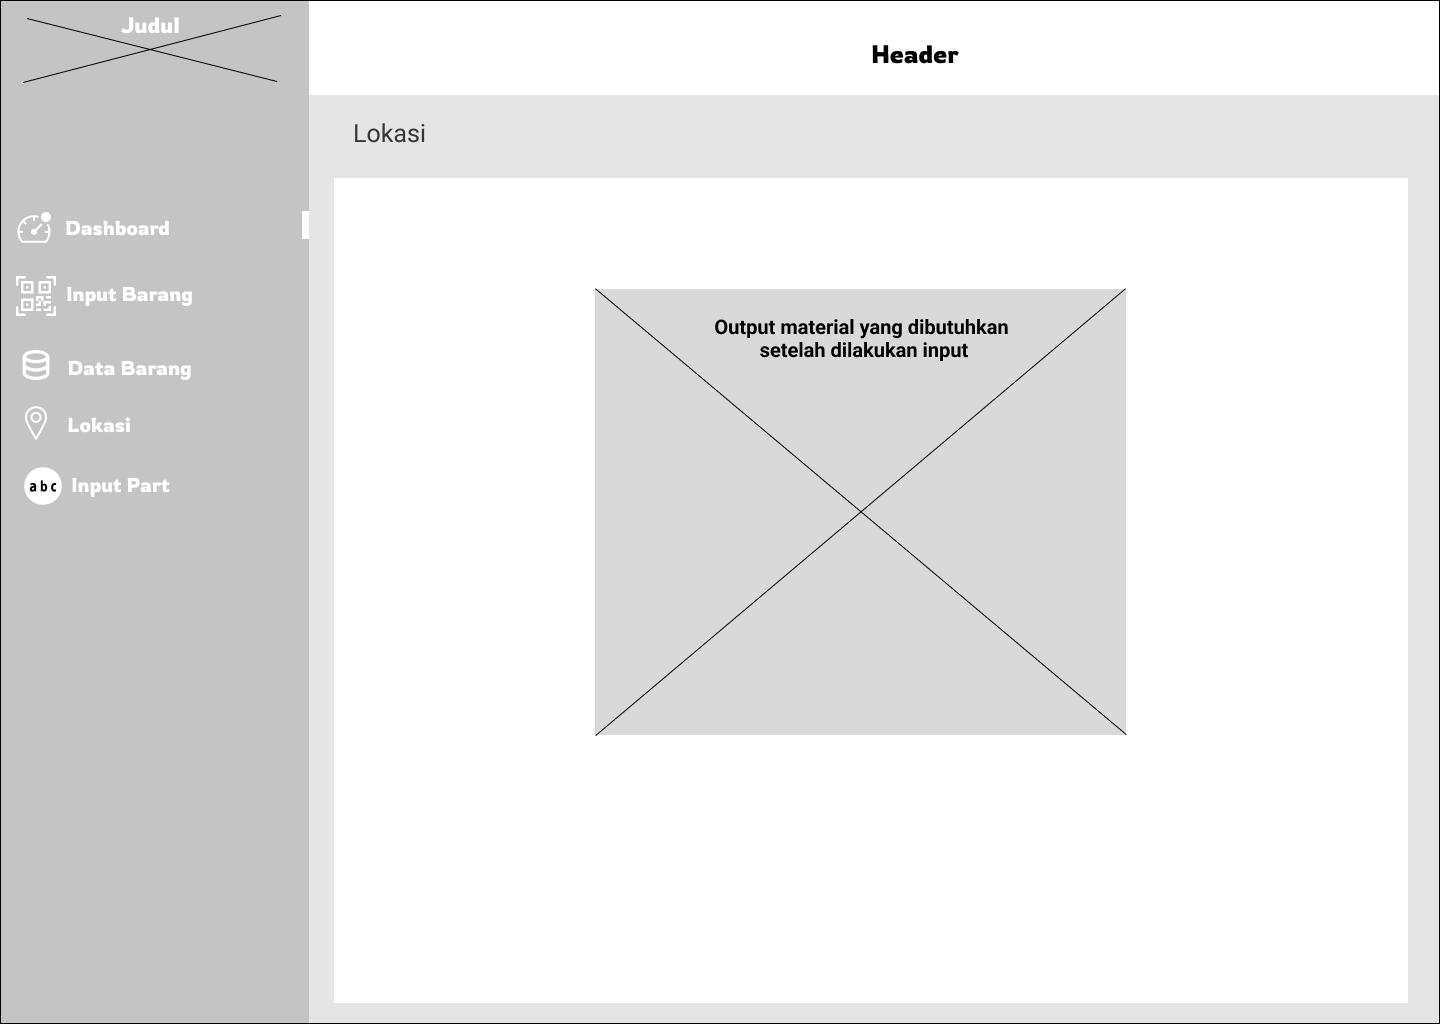 Judul
Header
Lokasi
Dashboard
Input Barang
Data Barang
Lokasi
abc Input Part
Output material yang dibutuhkan
setelah dilakukan input